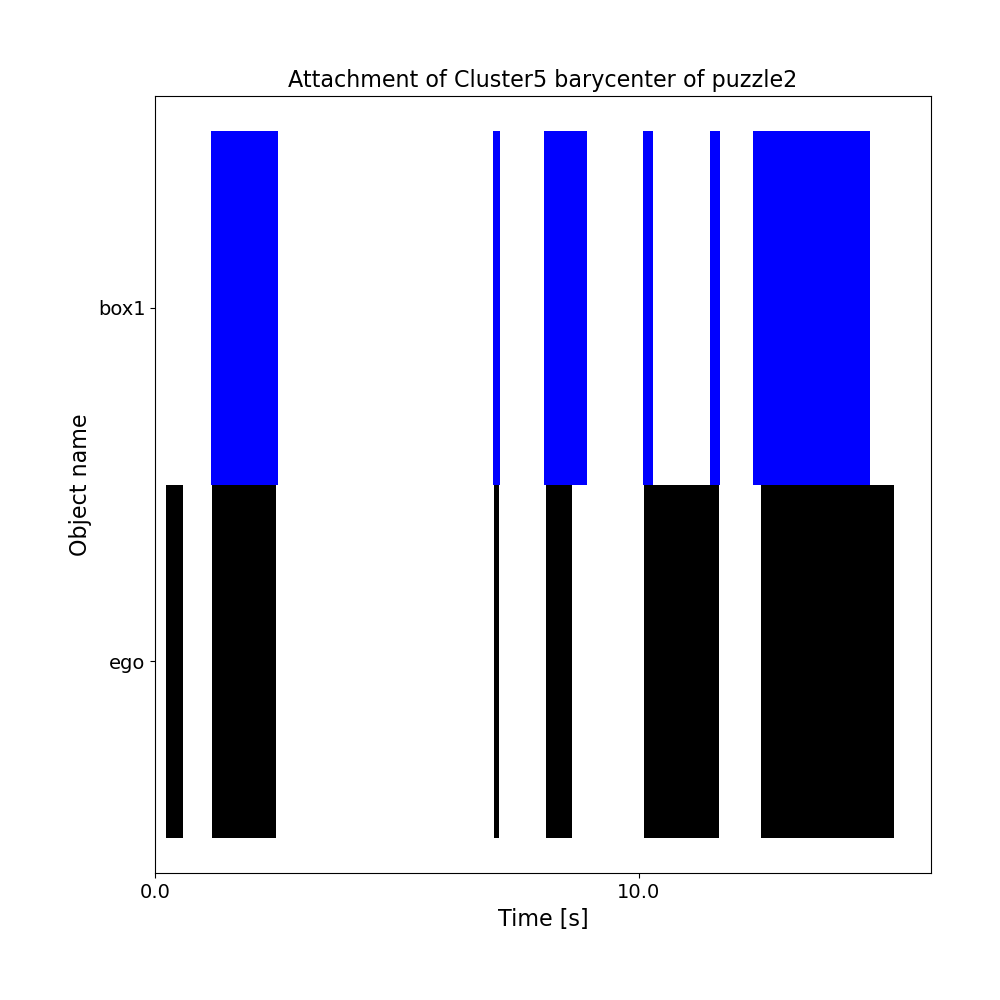 Attachment of Cluster5 barycenter of puzzle2
box1
Object name
ego
0.0
10.0
Time [s]